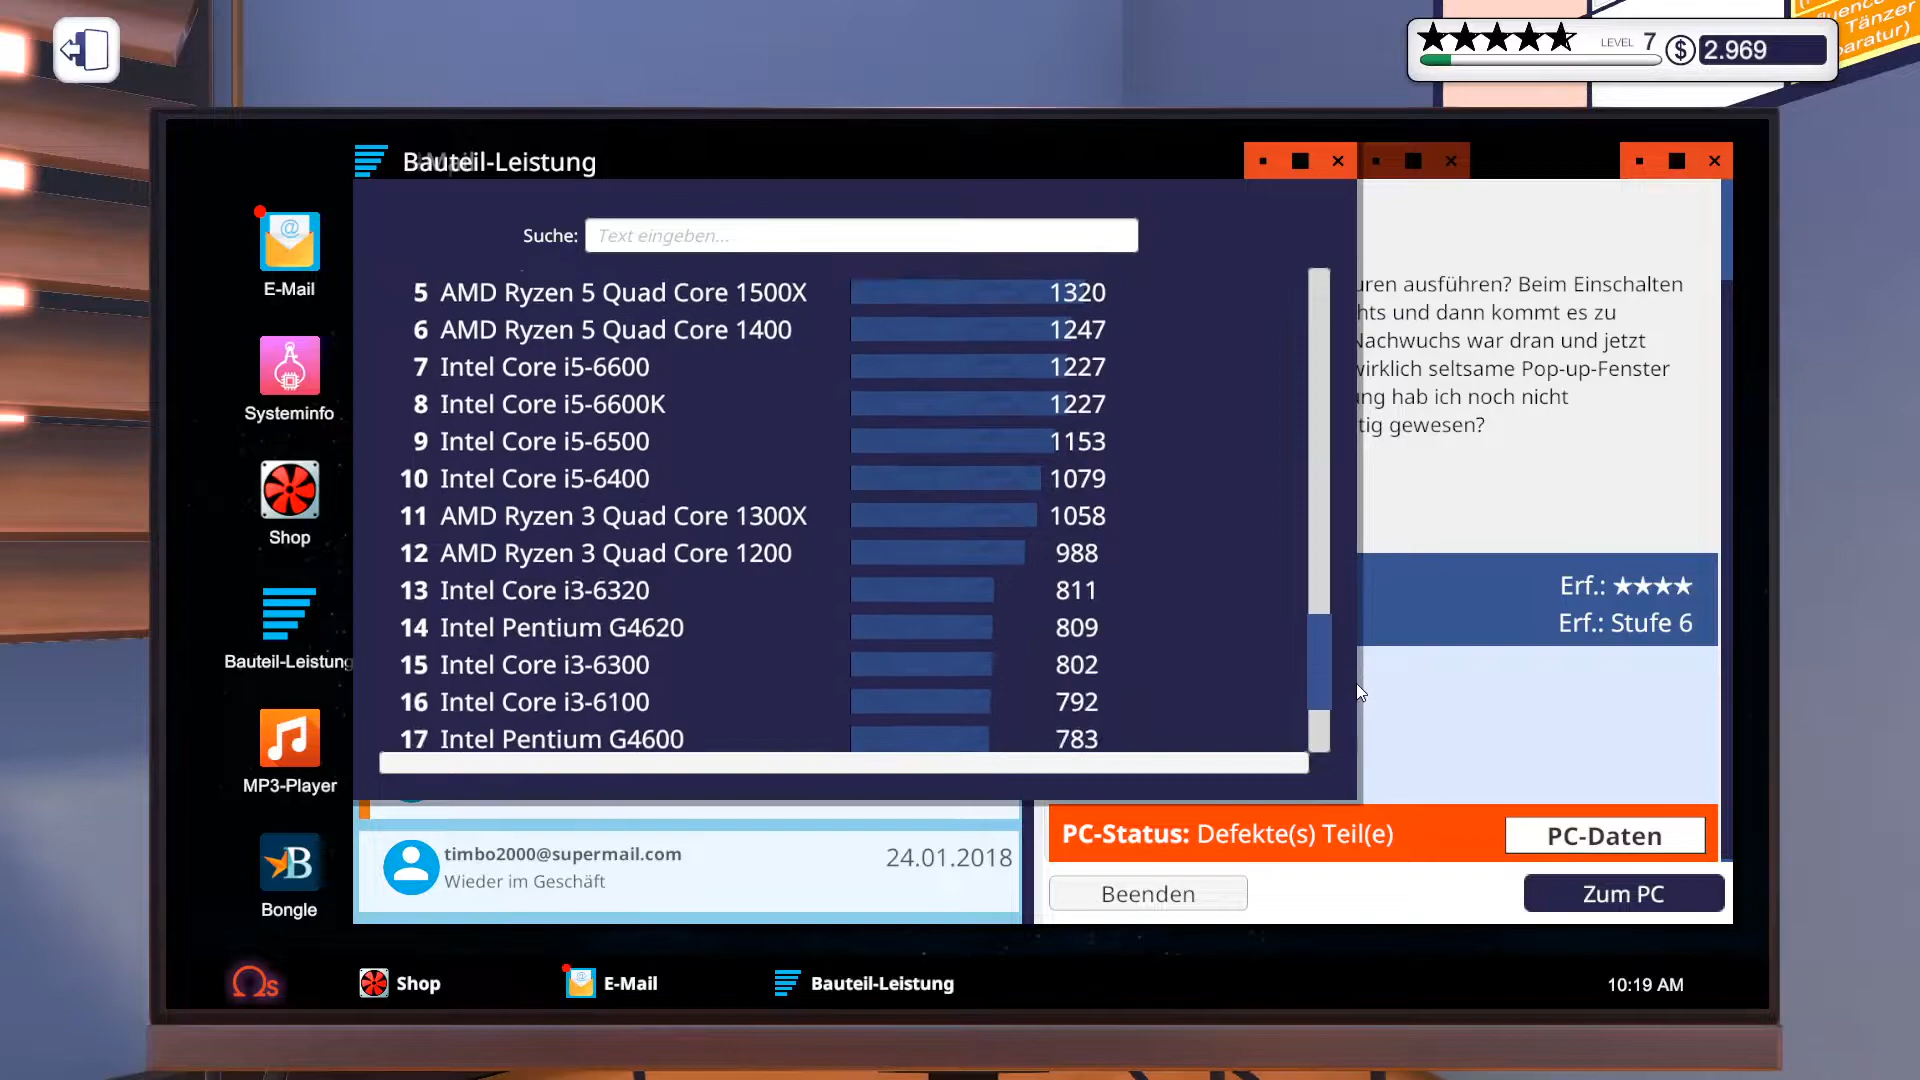 fluence
Tänzer
paratur)
LEVEL 7
$ 2.969
Bauteil-Leistung
Suche: Text eingeben...
5 AMD Ryzen 5 Quad Core 1500X 1320
6 AMD Ryzen 5 Quad Core 1400 1247
7 Intel Core i5-6600 1227
8 Intel Core i5-6600K 1227
9 Intel Core i5-6500 1153
10 Intel Core i5-6400 1079
11 AMD Ryzen 3 Quad Core 1300X 1058
12 AMD Ryzen 3 Quad Core 1200 988
13 Intel Core i3-6320 811
14 Intel Pentium G4620 809
15 Intel Core i3-6300 802
16 Intel Core i3-6100 792
17 Intel Pentium G4600 783
E-Mail
Systeminfo
Shop
Bauteil-Leistung
MP3-Player
Bongle
uren ausführen? Beim Einschalten
hts und dann kommt es zu
Nachwuchs war dran und jetzt
wirklich seltsame Pop-up-Fenster
ung hab ich noch nicht
tig gewesen?
Erf.: ★★★★
Erf.: Stufe 6
timbo2000@supermail.com
24.01.2018
Wieder im Geschäft
PC-Status: Defekte(s) Teil(e)
PC-Daten
Beenden
Zum PC
Ωs
Shop
E-Mail
Bauteil-Leistung
10:19 AM